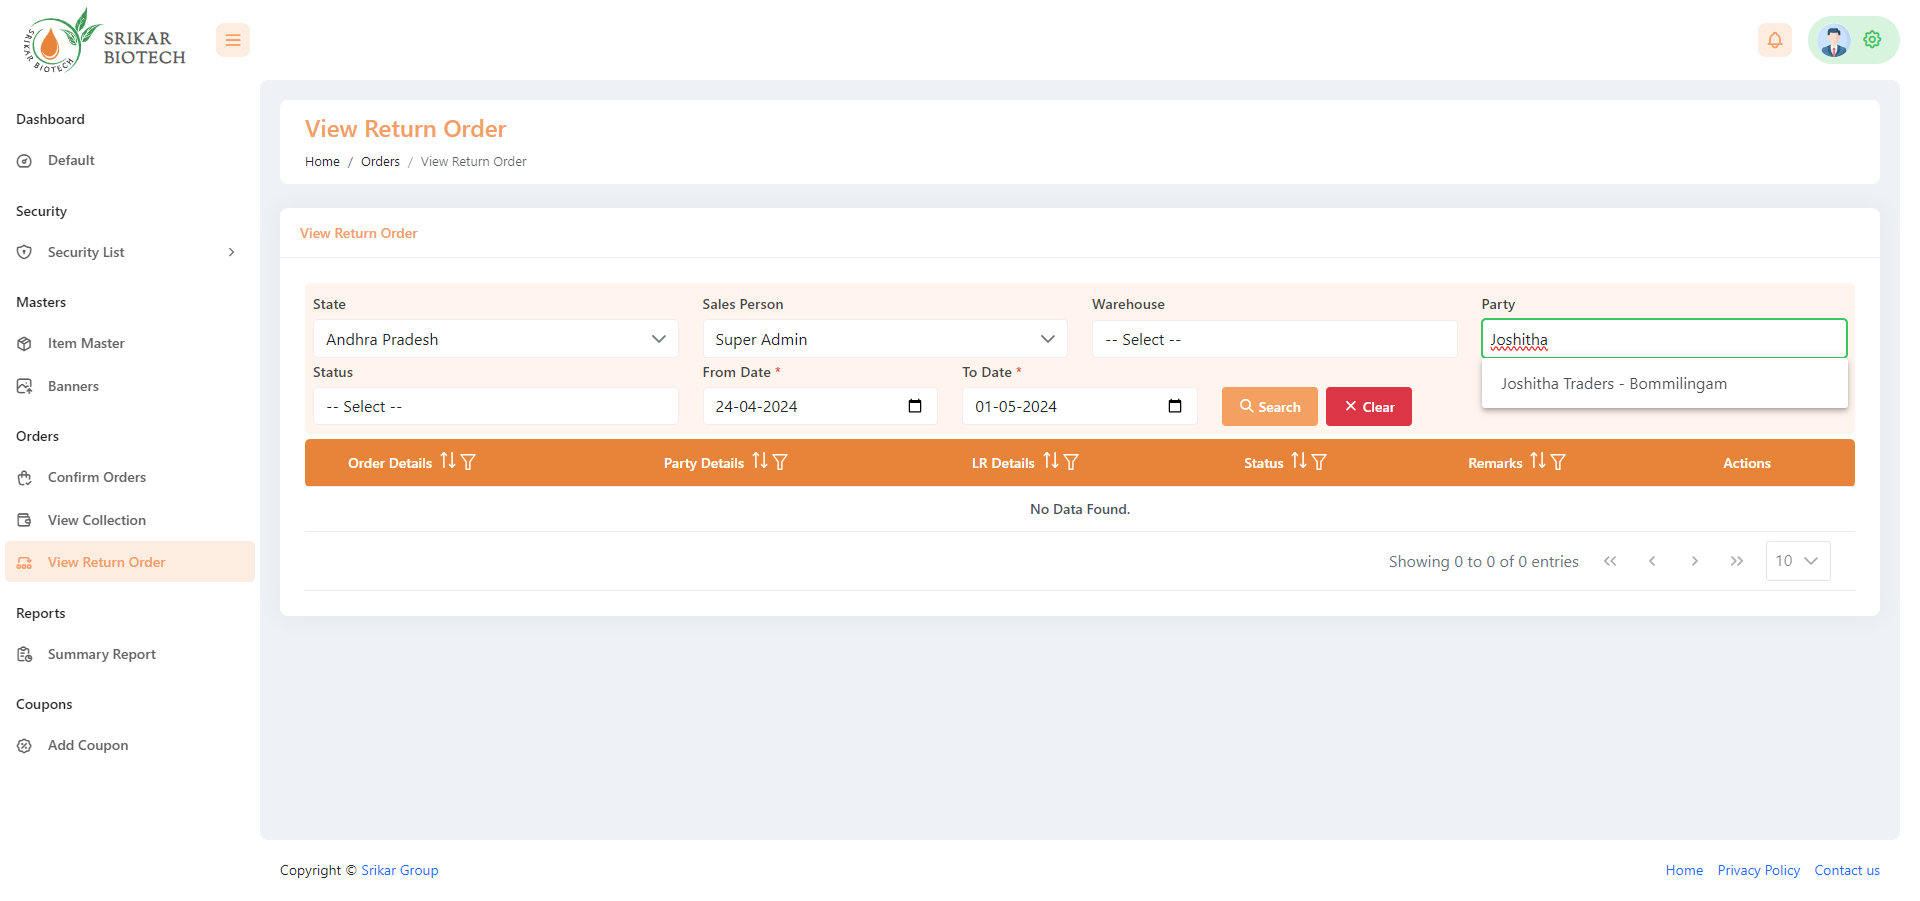 SRIKAR BIOTECH
SRIKAR
BIOTECH
Dashboard
Default
Security
Security List
Masters
Item Master
Banners
Orders
Confirm Orders
View Collection
View Return Order
Reports
Summary Report
Coupons
Add Coupon
View Return Order
Home / Orders / View Return Order
View Return Order
State
Andhra Pradesh
Sales Person
Super Admin
Warehouse
-- Select --
Party
Joshitha
Joshitha Traders - Bommilingam
Status
-- Select --
From Date *
24-04-2024
To Date *
01-05-2024
Search
Clear
Order Details Party Details LR Details Status Remarks Actions
No Data Found.
Showing 0 to 0 of 0 entries « ‹ › » 10
Copyright © Srikar Group
Home Privacy Policy Contact us